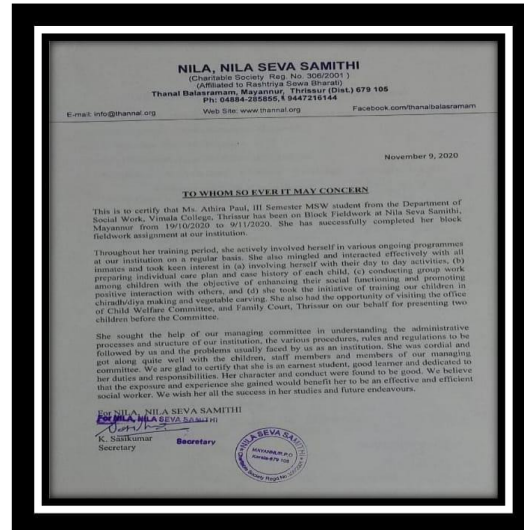 NILA, NILA SEVA SAMITHI
(Charitable Society Reg. No. 306/2001 )
(Affiliated to Rashtriya Sewa Bharati)
Thanal Balasramam, Mayannur, Thrissur (Dist.) 679 105
Ph: 04884-285855, 9447216144
E-mail: info@thannal.org Web Site: www.thannal.org Facebook.com/thanalbalasramam
November 9, 2020
TO WHOM SO EVER IT MAY CONCERN
This is to certify that Ms. Athira Paul, III Semester MSW student from the Department of
Social Work, Vimala College, Thrissur has been on Block Fieldwork at Nila Seva Samithi,
Mayannur from 19/10/2020 to 9/11/2020. She has successfully completed her block
fieldwork assignment at our institution.
Throughout her training period, she actively involved herself in various ongoing programmes
at our institution on a regular basis. She also mingled and interacted effectively with all
inmates and took keen interest in (a) involving herself with their day to day activities, (b)
preparing individual care plan and case history of each child, (c) conducting group work
among children with the objective of enhancing their social functioning and promoting
positive interaction with others, and (d) she took the initiative of training our children in
chiradh/diya making and vegetable carving. She also had the opportunity of visiting the office
of Child Welfare Committee, and Family Court, Thrissur on our behalf for presenting two
children before the Committee.
She sought the help of our managing committee in understanding the administrative
processes and structure of our institution, the various procedures, rules and regulations to be
followed by us and the problems usually faced by us as an institution. She was cordial and
got along quite well with the children, staff members and members of our managing
committee. We are glad to certify that she is an earnest student, good learner and dedicated to
her duties and responsibilities. Her character and conduct were found to be good. We believe
that the exposure and experience she gained would benefit her to be an effective and efficient
social worker. We wish her all the success in her studies and future endeavours.
For NILA, NILA SEVA SAMITHI
For NILA, NILA SEVA SAMITHI
K. Sasikumar Secretary
Secretary
NILA SEVA SAMITHI
MAYANNUR.P.O
Kerala-679 105